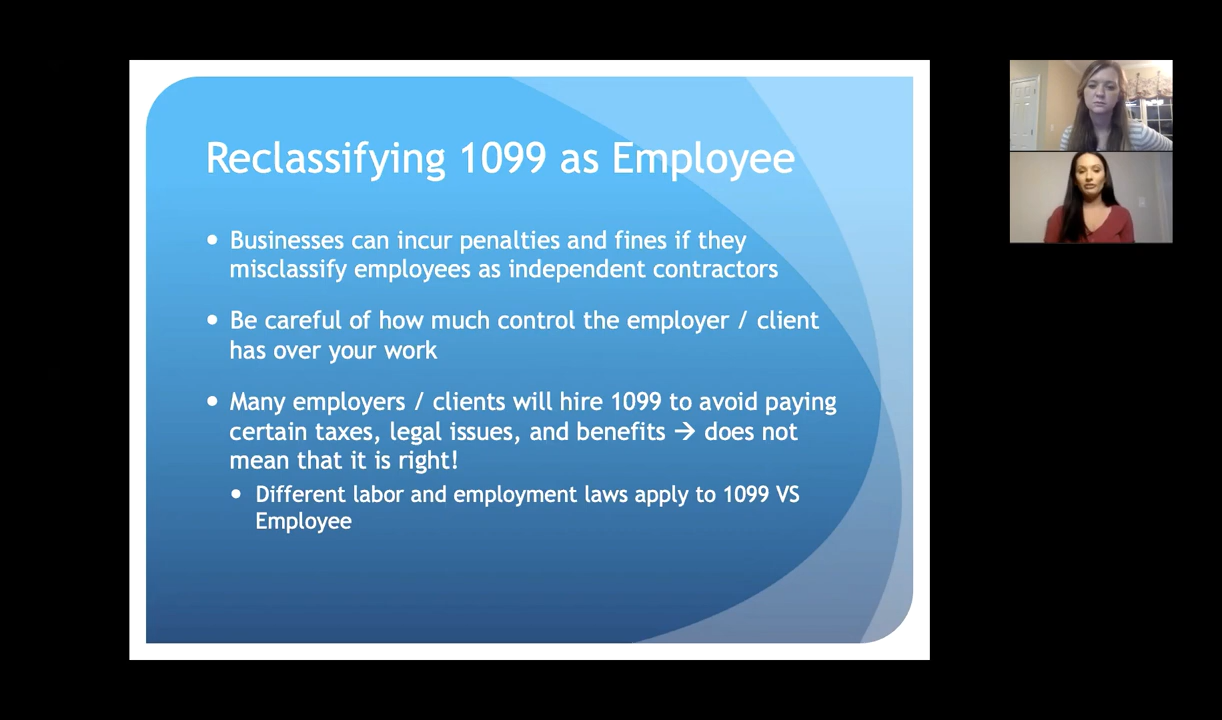 Reclassifying 1099 as Employee
• Businesses can incur penalties and fines if they
misclassify employees as independent contractors
• Be careful of how much control the employer / client
has over your work
• Many employers / clients will hire 1099 to avoid paying
certain taxes, legal issues, and benefits → does not
mean that it is right!
• Different labor and employment laws apply to 1099 VS
Employee